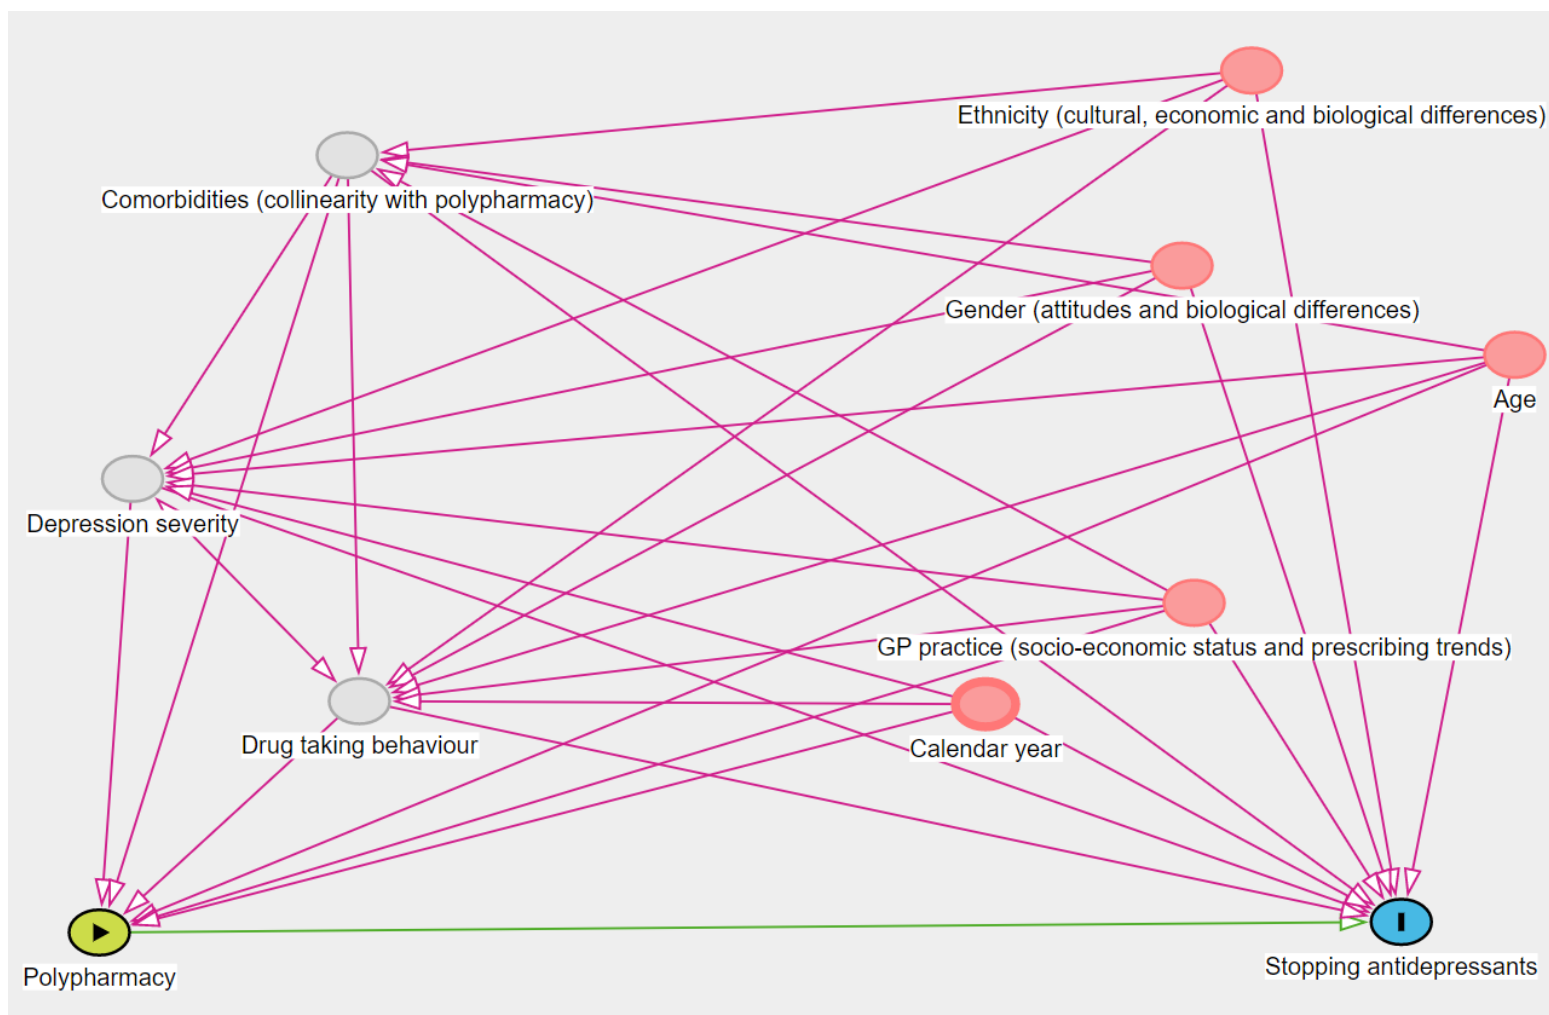 Ethnicity (cultural, economic and biological differences)
Comorbidities (collinearity with polypharmacy)
Gender (attitudes and biological differences)
Age
Depression severity
GP practice (socio-economic status and prescribing trends)
Drug taking behaviour
Calendar year
Polypharmacy
Stopping antidepressants